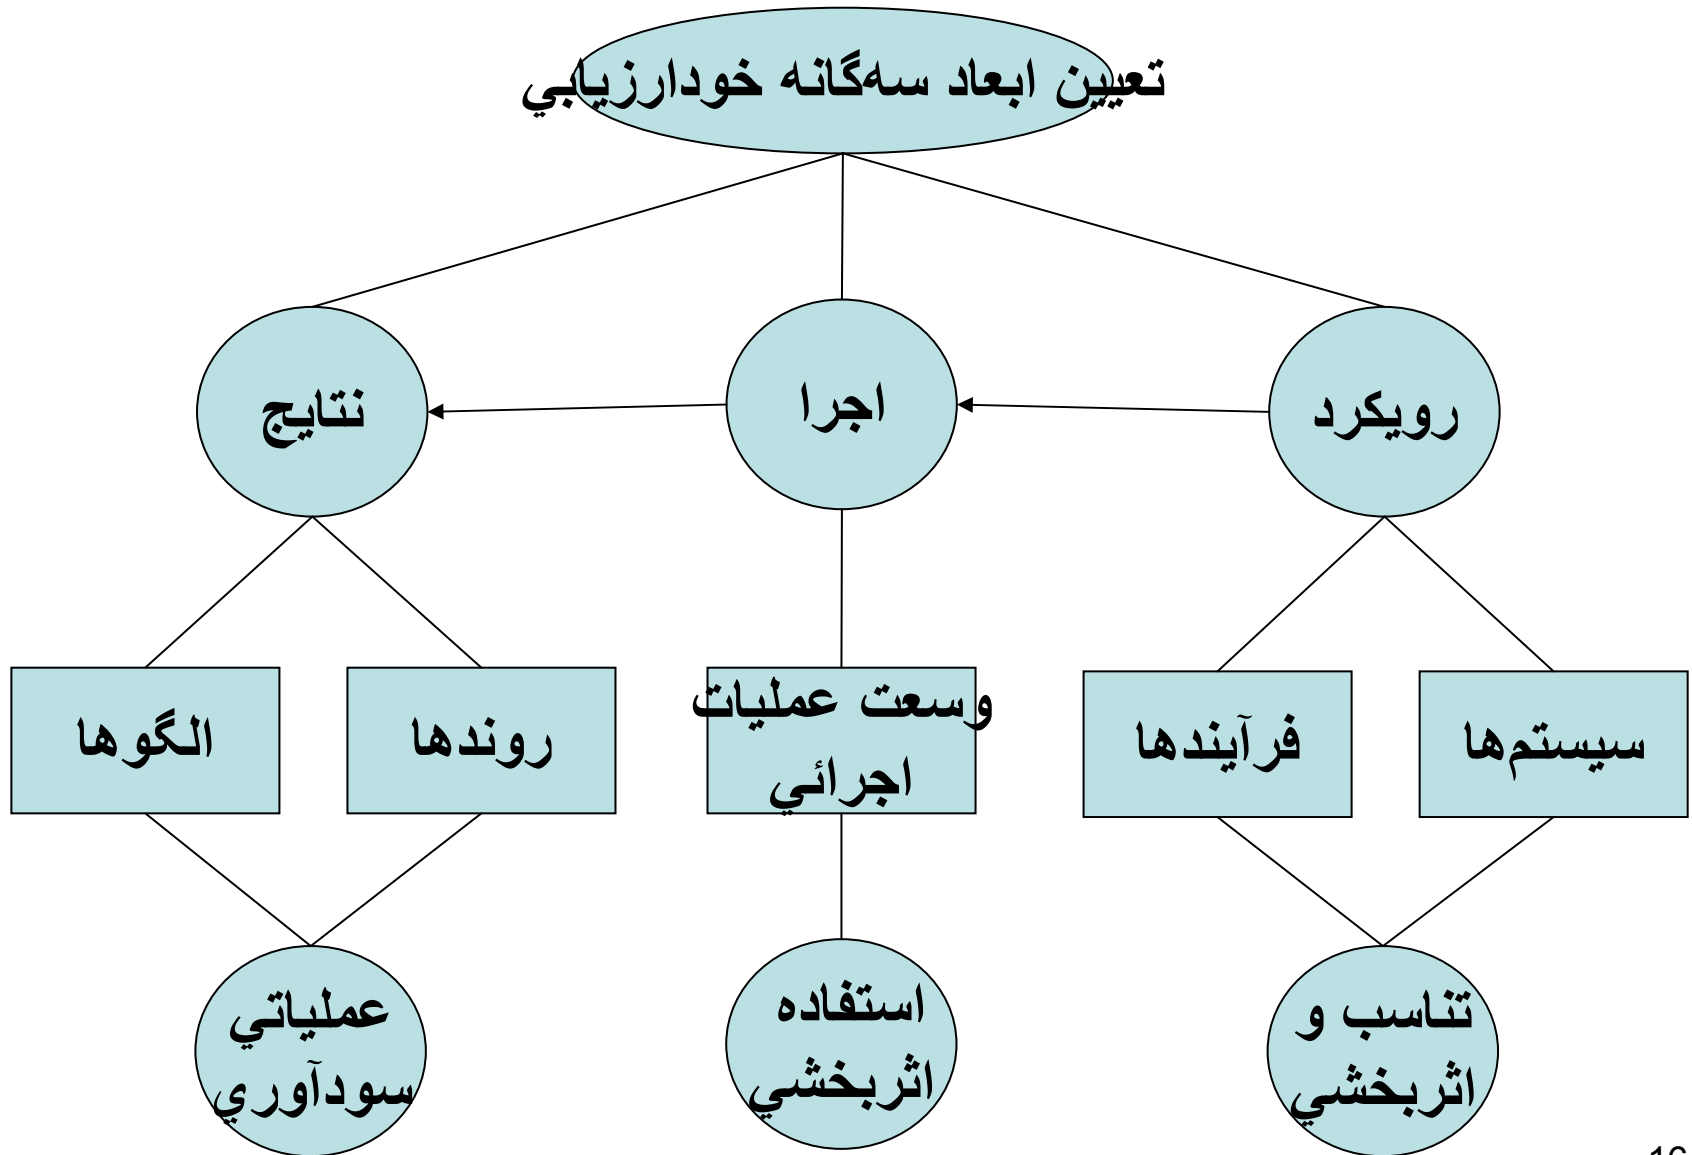 تعيين ابعاد سه‌گانه خودارزيابي
رويكرد
اجرا
نتايج
سيستم‌ها
فرآيندها
وسعت عمليات
اجرائي
روندها
الگوها
تناسب و
اثربخشي
استفاده
اثربخشي
عملياتي
سودآوري
16